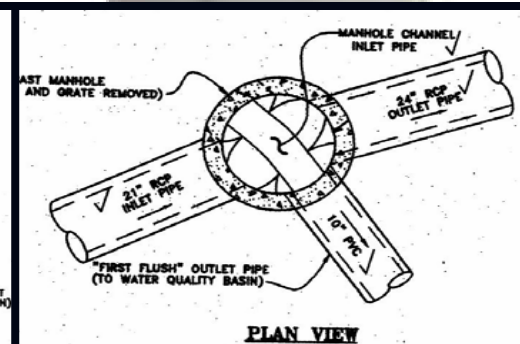 MANHOLE CHANNEL
INLET PIPE
AST MANHOLE
AND GRATE REMOVED)
24" RCP
OUTLET PIPE
21" RCP
INLET PIPE
10" PVC
"FIRST FLUSH" OUTLET PIPE
(TO WATER QUALITY BASIN)
PLAN VIEW